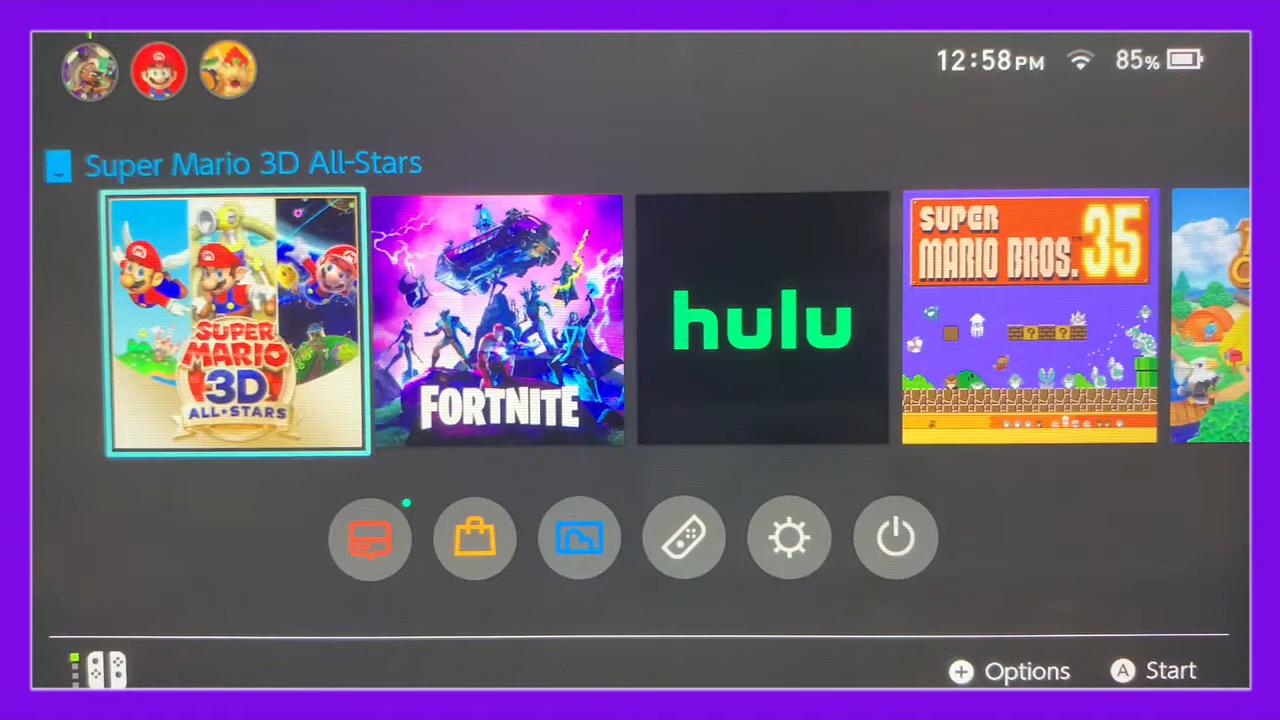 12:58PM
85%
Super Mario 3D All-Stars
SUPER
MARIO
3D
ALL★STARS
FORTNITE
hulu
SUPER
MARIO BROS.™ 35
Options
A Start